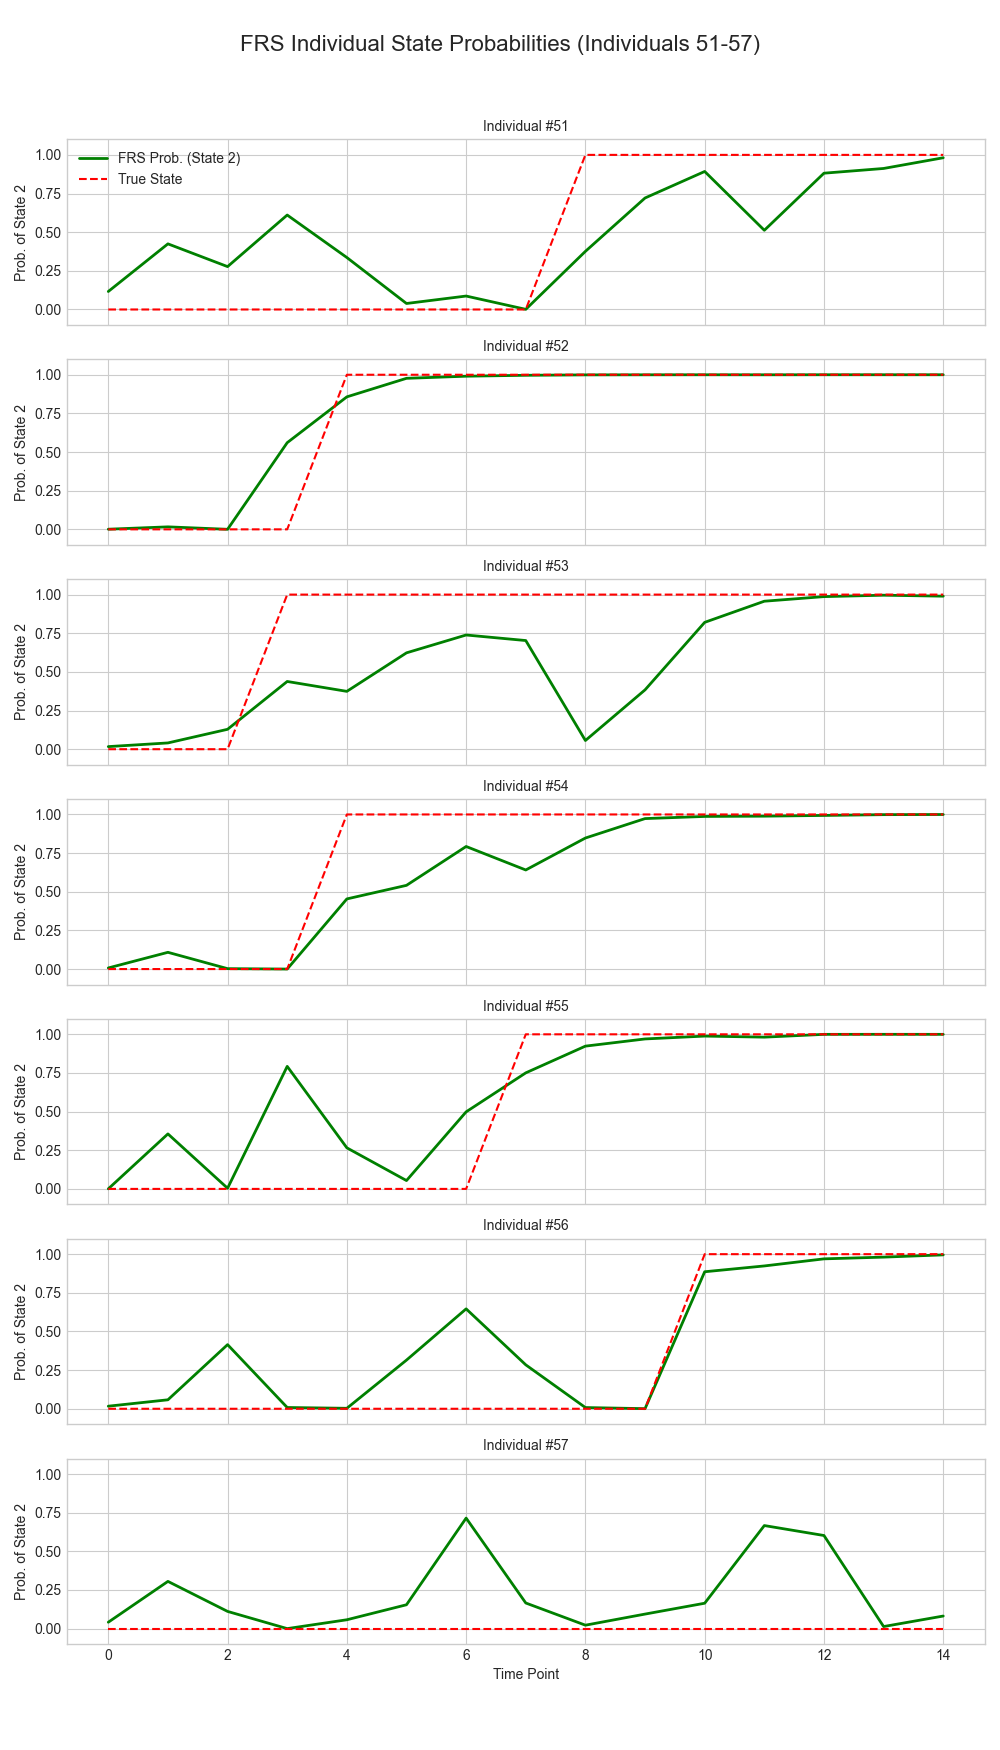 FRS Individual State Probabilities (Individuals 51-57)
Individual #51
1.00
0.75
0.50
0.25
0.00
Prob. of State 2
FRS Prob. (State 2)
True State
Individual #52
1.00
0.75
0.50
0.25
0.00
Prob. of State 2
Individual #53
1.00
0.75
0.50
0.25
0.00
Prob. of State 2
Individual #54
1.00
0.75
0.50
0.25
0.00
Prob. of State 2
Individual #55
1.00
0.75
0.50
0.25
0.00
Prob. of State 2
Individual #56
1.00
0.75
0.50
0.25
0.00
Prob. of State 2
Individual #57
1.00
0.75
0.50
0.25
0.00
Prob. of State 2
0 2 4 6 8 10 12 14
Time Point